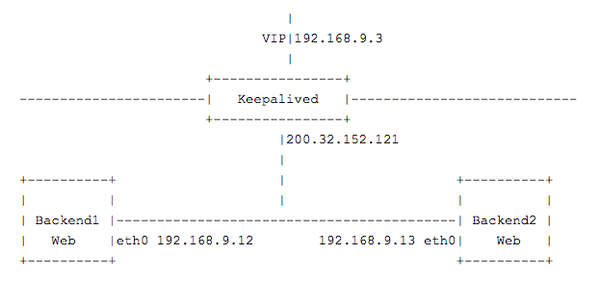 VIP 192.168.9.3
Keepalived
200.32.152.121
Backend1 Backend2
Web eth0 192.168.9.12 192.168.9.13 eth0 Web